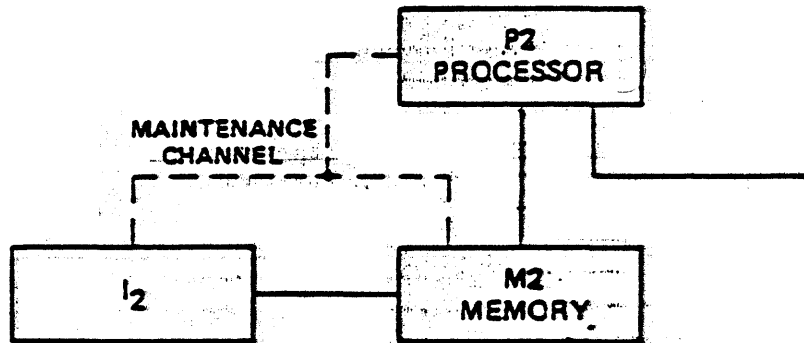 P2
PROCESSOR
MAINTENANCE
CHANNEL
I2
M2
MEMORY